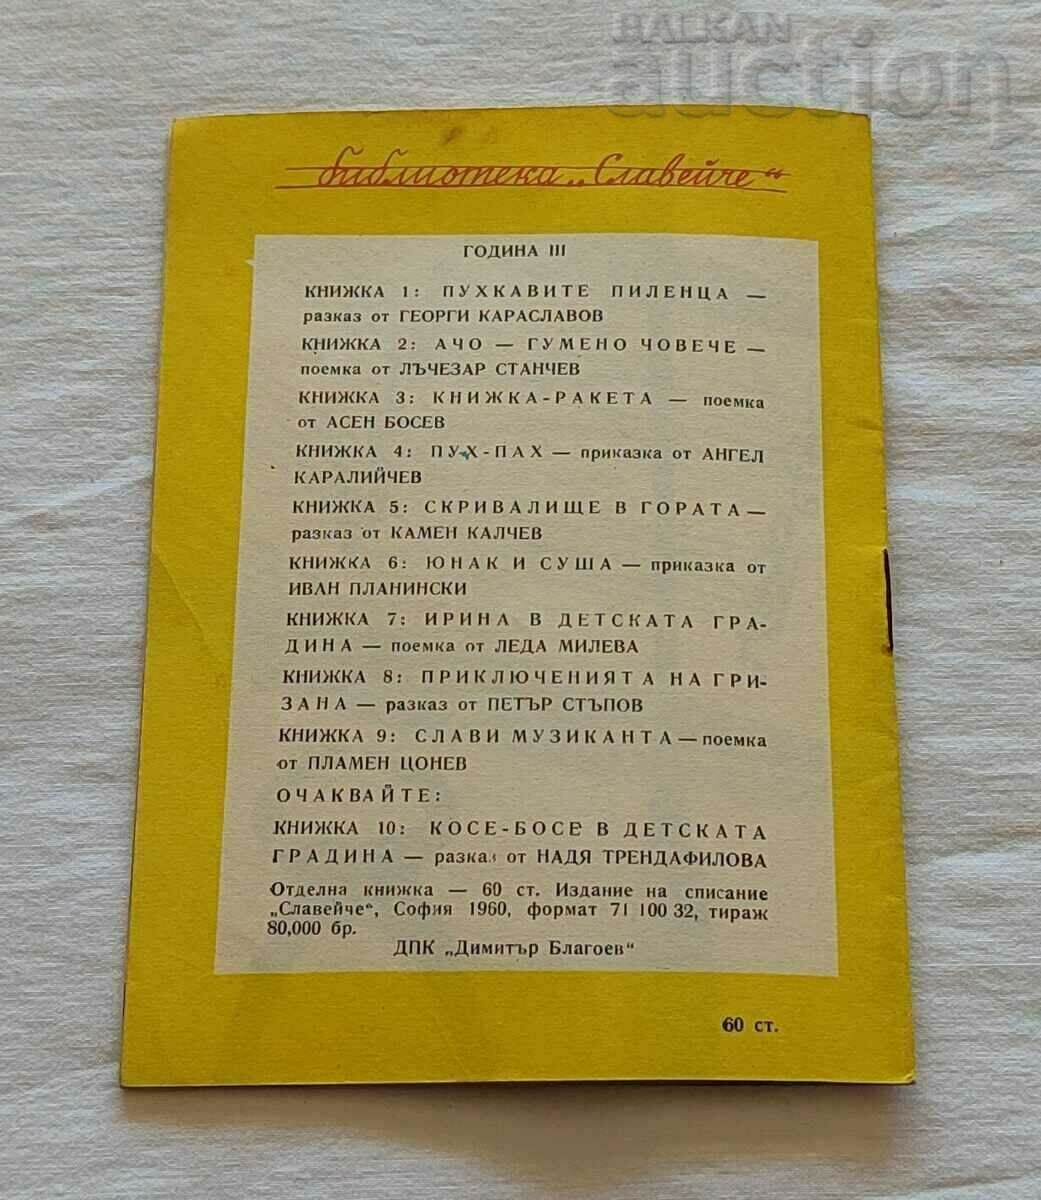 BALKAN
auction
библиотека „Славейче“
ГОДИНА III
КНИЖКА 1: ПУХКАВИТЕ ПИЛЕНЦА —
разказ от ГЕОРГИ КАРАСЛАВОВ
КНИЖКА 2: АЧО — ГУМЕНО ЧОВЕЧЕ —
поемка от ЛЪЧЕЗАР СТАНЧЕВ
КНИЖКА 3: КНИЖКА-РАКЕТА — поемка
от АСЕН БОСЕВ
КНИЖКА 4: ПУХ-ПАХ — приказка от АНГЕЛ
КАРАЛИЙЧЕВ
КНИЖКА 5: СКРИВАЛИЩЕ В ГОРАТА —
разказ от КАМЕН КАЛЧЕВ
КНИЖКА 6: ЮНАК И СУША — приказка от
ИВАН ПЛАНИНСКИ
КНИЖКА 7: ИРИНА В ДЕТСКАТА ГРА-
ДИНА — поемка от ЛЕДА МИЛЕВА
КНИЖКА 8: ПРИКЛЮЧЕНИЯТА НА ГРИ-
ЗАНА — разказ от ПЕТЪР СТЪПОВ
КНИЖКА 9: СЛАВИ МУЗИКАНТА — поемка
от ПЛАМЕН ЦОНЕВ
ОЧАКВАЙТЕ:
КНИЖКА 10: КОСЕ-БОСЕ В ДЕТСКАТА
ГРАДИНА — разказ от НАДЯ ТРЕНДАФИЛОВА
Отделна книжка — 60 ст. Издание на списание
„Славейче“, София 1960, формат 71 100 32, тираж
80,000 бр.
ДПК „Димитър Благоев“
60 ст.